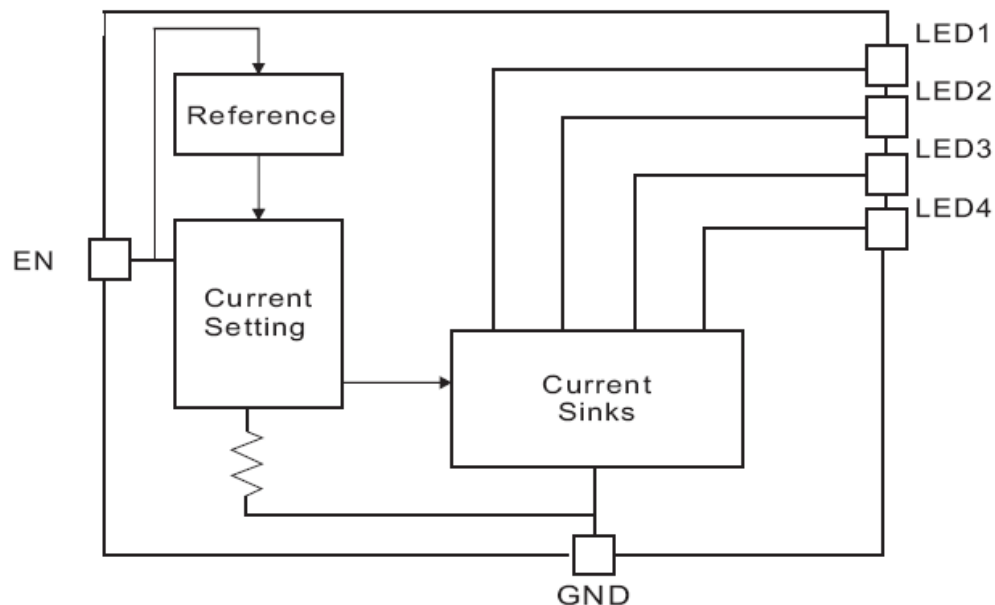 LED1
Reference
LED2
LED3
LED4
EN
Current
Setting
Current
Sinks
GND